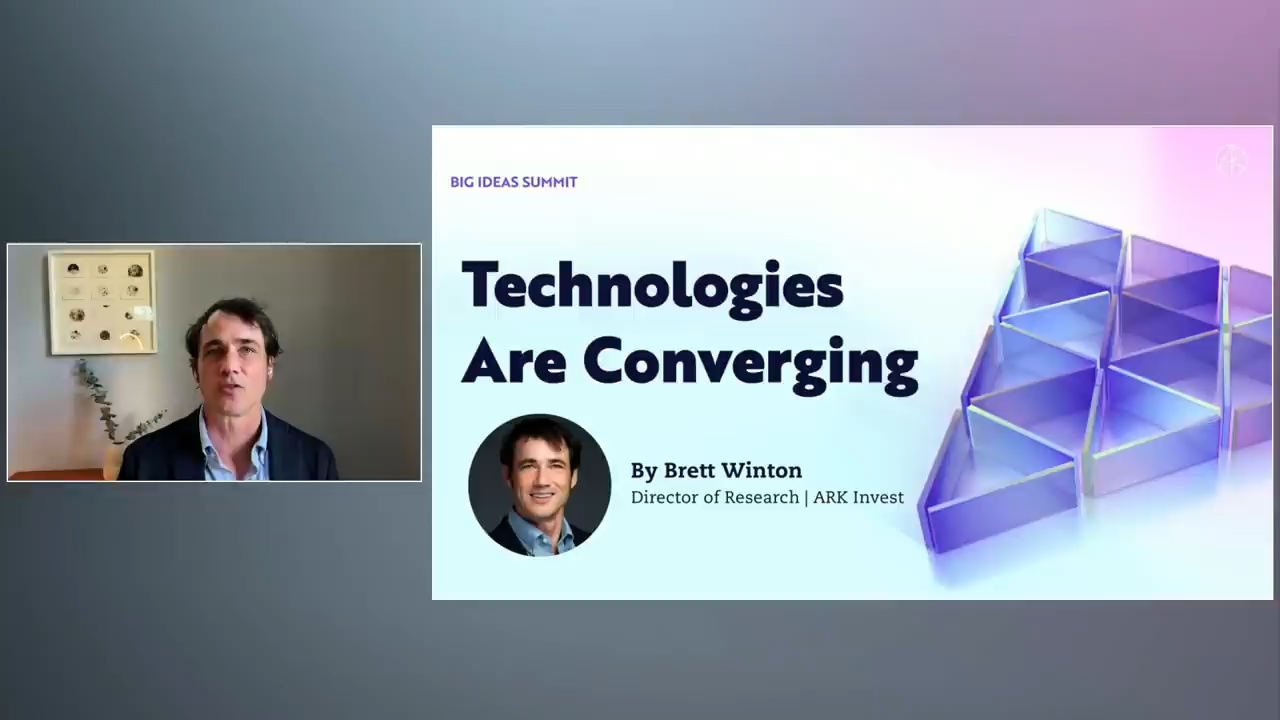 BIG IDEAS SUMMIT
Technologies
Are Converging
By Brett Winton
Director of Research | ARK Invest